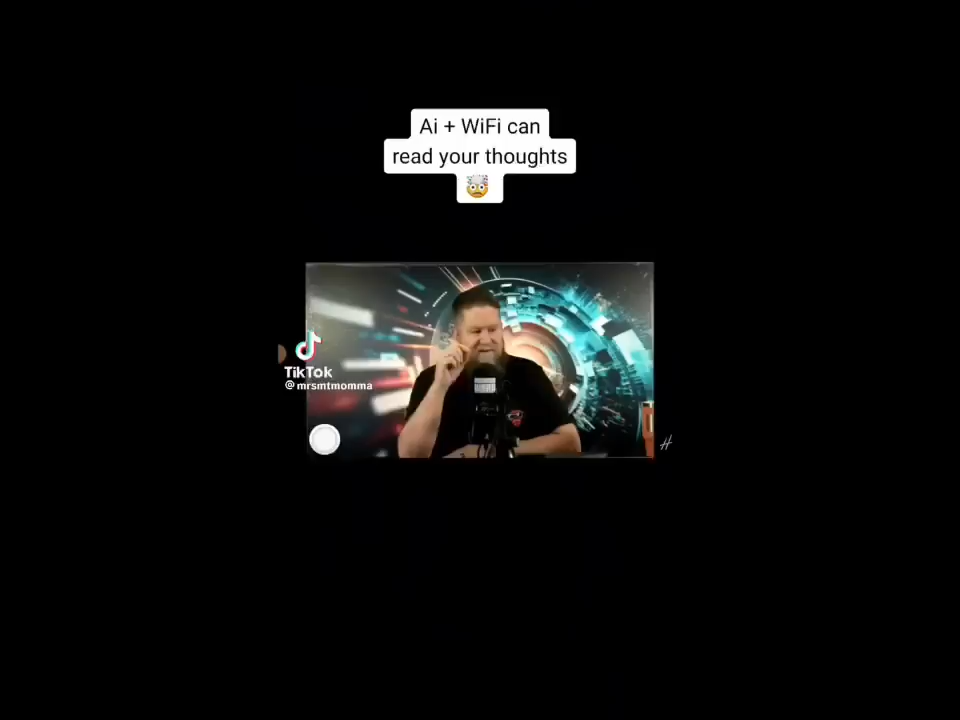 Ai + WiFi can
read your thoughts
🤯
TikTok
@mrsmtmomma